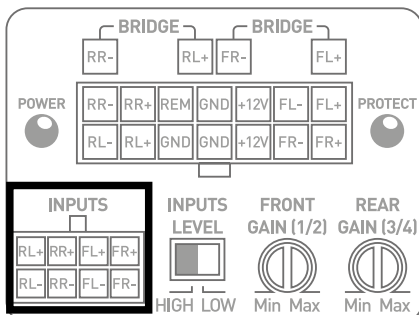 BRIDGE BRIDGE
RR- RL+ FR- FL+
POWER PROTECT
RR- RR+ REM GND +12V FL- FL+
RL- RL+ GND GND +12V FR- FR+
INPUTS INPUTS FRONT REAR
LEVEL GAIN (1/2) GAIN (3/4)
RL+ RR+ FL+ FR+
RL- RR- FL- FR-
HIGH LOW Min Max Min Max